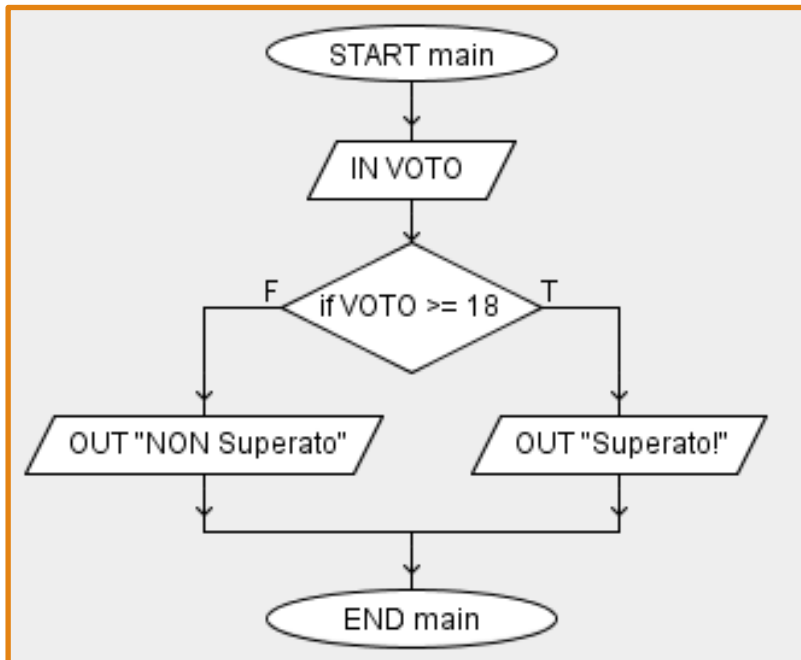 START main
IN VOTO
F
if VOTO >= 18
T
OUT "NON Superato"
OUT "Superato!"
END main